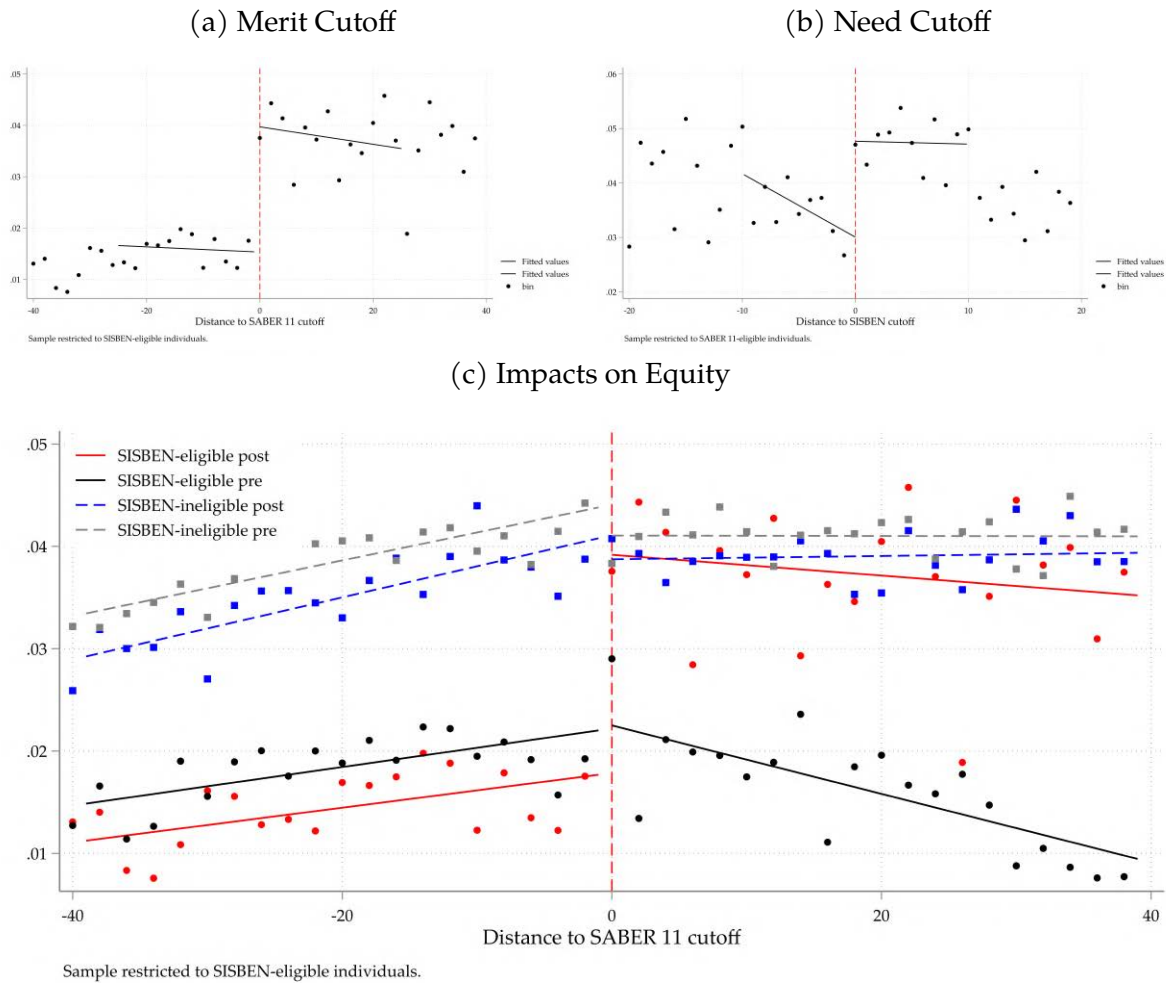 (a) Merit Cutoff
.05
.04
.03
.02
.01
-40
-20
0
20
40
Distance to SABER 11 cutoff
Fitted values
Fitted values
bin
Sample restricted to SISBEN-eligible individuals.
(b) Need Cutoff
.06
.05
.04
.03
.02
-20
-10
0
10
20
Distance to SISBEN cutoff
Fitted values
Fitted values
bin
Sample restricted to SABER 11-eligible individuals.
(c) Impacts on Equity
.05
.04
.03
.02
.01
SISBEN-eligible post
SISBEN-eligible pre
SISBEN-ineligible post
SISBEN-ineligible pre
-40
-20
0
20
40
Distance to SABER 11 cutoff
Sample restricted to SISBEN-eligible individuals.